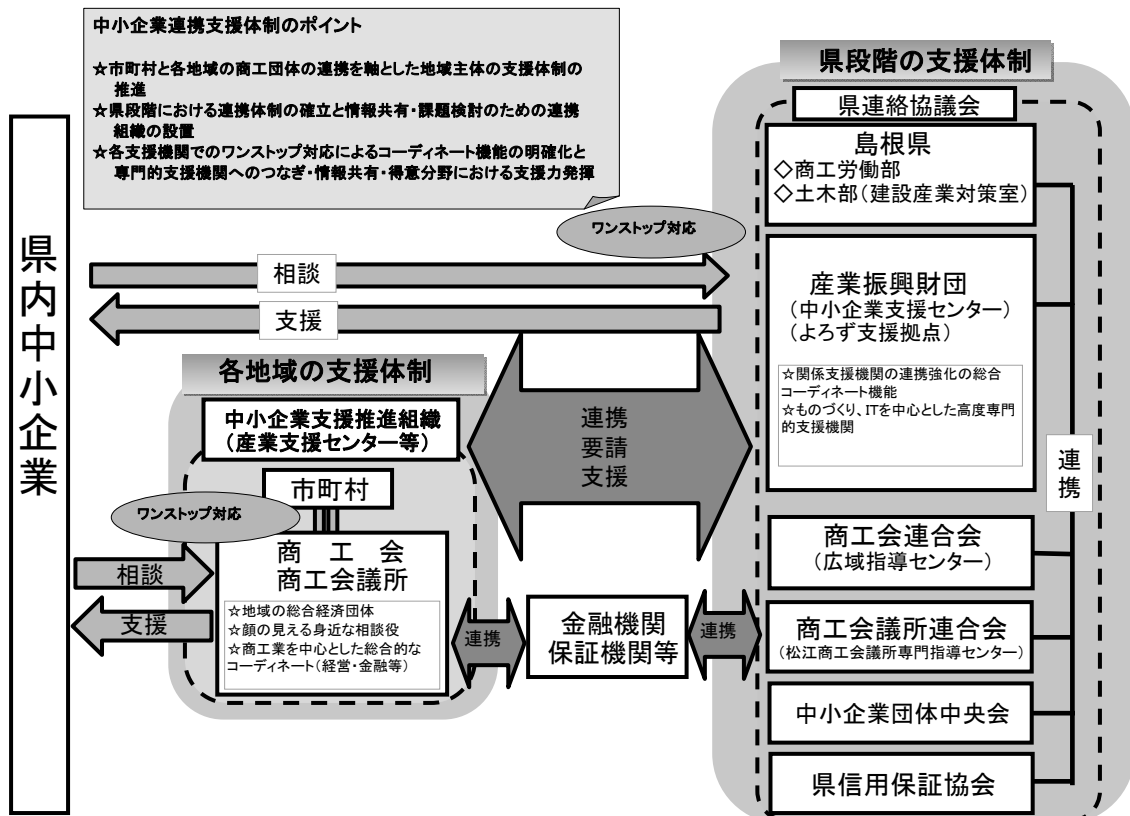 中小企業連携支援体制のポイント
☆市町村と各地域の商工団体の連携を軸とした地域主体の支援体制の
推進
☆県段階における連携体制の確立と情報共有・課題検討のための連携
組織の設置
☆各支援機関でのワンストップ対応によるコーディネート機能の明確化と
専門的支援機関へのつなぎ・情報共有・得意分野における支援力発揮
県内中小企業
ワンストップ対応
相談
支援
各地域の支援体制
中小企業支援推進組織
（産業支援センター等）
市町村
ワンストップ対応
商　工　会
商工会議所
☆地域の総合経済団体
☆顔の見える身近な相談役
☆商工業を中心とした総合的な
コーディネート（経営・金融等）
相談
支援
連携
要請
支援
連携
金融機関
保証機関等
連携
県段階の支援体制
県連絡協議会
島根県
◇商工労働部
◇土木部（建設産業対策室）
産業振興財団
（中小企業支援センター）
（よろず支援拠点）
☆関係支援機関の連携強化の総合
コーディネート機能
☆ものづくり、ITを中心とした高度専門
的支援機関
連携
商工会連合会
（広域指導センター）
商工会議所連合会
（松江商工会議所専門指導センター）
中小企業団体中央会
県信用保証協会